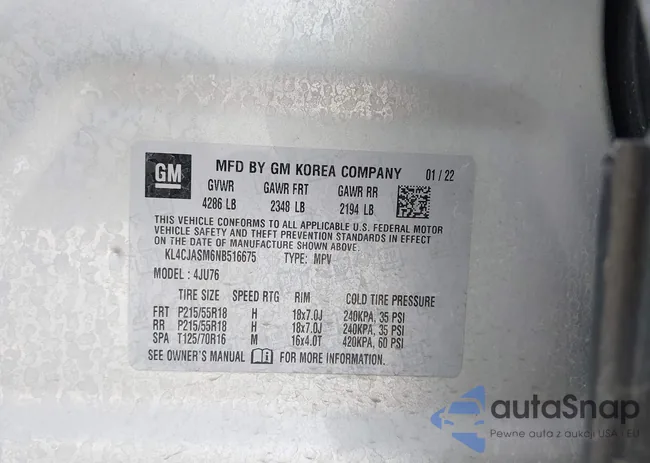 GM
MFD BY GM KOREA COMPANY 01/22
GVWR GAWR FRT GAWR RR
4286 LB 2348 LB 2194 LB
THIS VEHICLE CONFORMS TO ALL APPLICABLE U.S. FEDERAL MOTOR
VEHICLE SAFETY AND THEFT PREVENTION STANDARDS IN EFFECT ON
THE DATE OF MANUFACTURE SHOWN ABOVE.
KL4CJASM6NB516675 TYPE: MPV
MODEL: 4JU76
TIRE SIZE SPEED RTG RIM COLD TIRE PRESSURE
FRT P215/55R18 H 18x7.0J 240KPA, 35 PSI
RR P215/55R18 H 18x7.0J 240KPA, 35 PSI
SPA T125/70R16 M 16x4.0T 420KPA, 60 PSI
SEE OWNER'S MANUAL FOR MORE INFORMATION.
autaSnap
Pewne auta z aukcji USA - EU